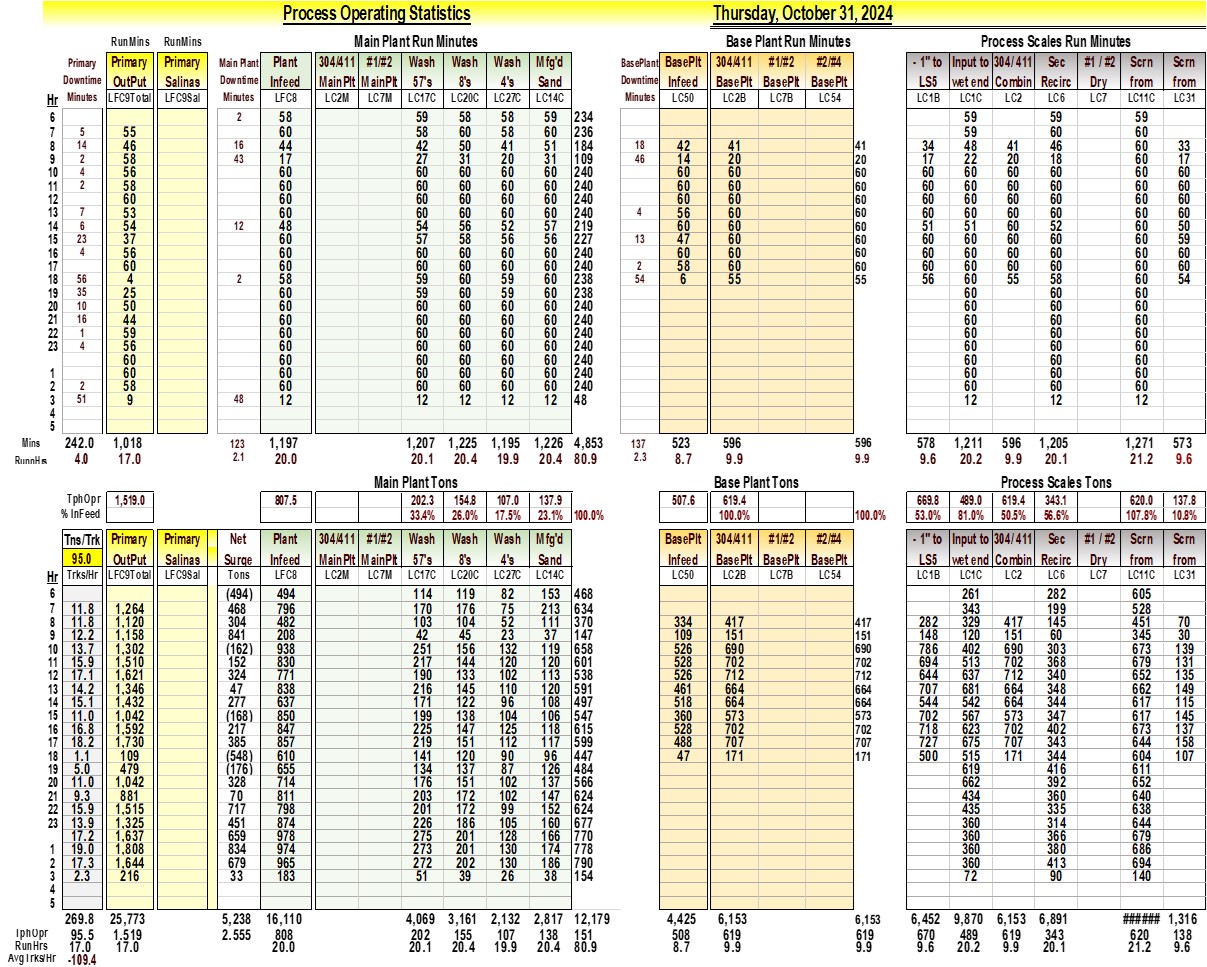 Process Operating Statistics Thursday, October 31, 2024
RunMins RunMins Main Plant Run Minutes Base Plant Run Minutes Process Scales Run Minutes
Primary Primary Primary Main Plant Plant 304/411 #1/#2 Wash Wash Wash Mfg'd BasePlant BasePlt 304/411 #1/#2 #2/#4 - 1" to Input to 304/411 Sec #1 / #2 Scrn Scrn
Downtime OutPut Salinas Downtime Infeed MainPlt MainPlt 57's 8's 4's Sand Downtime Infeed BasePlt BasePlt BasePlt LS5 wet end Combin Recirc Dry from from
Hr Minutes LFC9Total LFC9Sal Minutes LFC8 LC2M LC7M LC17C LC20C LC27C LC14C Minutes LC50 LC2B LC7B LC54 LC1B LC1C LC2 LC6 LC7 LC11C LC31
6 2 58 59 58 58 59 234 59 59 59
7 5 55 60 58 60 58 60 236 60 60 59
8 14 46 16 44 42 50 41 51 184 18 42 41 41 34 48 41 46 60 33
9 2 58 43 17 27 31 20 31 109 46 14 20 20 17 22 20 18 60 17
10 4 56 60 60 60 60 60 240 60 60 60 60 60 60 60 60 60
11 2 58 60 60 60 60 60 240 60 60 60 60 60 60 60 60 60
12 60 60 60 60 60 60 240 60 60 60 60 60 60 60 60 60
13 7 53 60 60 60 60 60 240 4 56 60 60 60 60 60 60 60 60
14 6 54 12 48 54 56 52 57 219 60 60 60 51 51 60 52 60 50
15 23 37 60 57 58 56 56 227 13 47 60 60 60 60 60 60 60 59
16 4 56 60 60 60 60 60 240 60 60 60 60 60 60 60 60 60
17 60 60 60 60 60 60 240 2 58 60 60 60 60 60 60 60 60
18 56 4 2 58 59 60 59 60 238 54 6 55 55 56 60 55 58 60 54
19 35 25 60 59 60 59 60 238 60 60 60
20 10 50 60 60 60 60 60 240 60 60 60
21 16 44 60 60 60 60 60 240 60 60 60
22 1 59 60 60 60 60 60 240 60 60 60
23 4 56 60 60 60 60 60 240 60 60 60
60 60 60 60 60 60 240 60 60 60
1 60 60 60 60 60 60 240 60 60 60
2 2 58 60 60 60 60 60 240 60 60 60
3 51 9 48 12 12 12 12 12 48 12 12 12
4
5
Mins 242.0 1,018 123 1,197 1,207 1,225 1,195 1,226 4,853 137 523 596 596 578 1,211 596 1,205 1,271 573
RunnHrs 4.0 17.0 2.1 20.0 20.1 20.4 19.9 20.4 80.9 2.3 8.7 9.9 9.9 9.6 20.2 9.9 20.1 21.2 9.6
Main Plant Tons Base Plant Tons Process Scales Tons
TphOpr 1,519.0 807.5 202.3 154.8 107.0 137.9 507.6 619.4 669.8 489.0 619.4 343.1 620.0 137.8
% InFeed 33.4% 26.0% 17.5% 23.1% 100.0% 100.0% 100.0% 53.0% 81.0% 50.5% 56.6% 107.8% 10.8%
Tns/Trk Primary Primary Net Plant 304/411 #1/#2 Wash Wash Wash Mfg'd BasePlt 304/411 #1/#2 #2/#4 - 1" to Input to 304/411 Sec #1 / #2 Scrn Scrn
95.0 OutPut Salinas Surge Infeed MainPlt MainPlt 57's 8's 4's Sand Infeed BasePlt BasePlt BasePlt LS5 wet end Combin Recirc Dry from from
Hr Trks/Hr LFC9Total LFC9Sal Tons LFC8 LC2M LC7M LC17C LC20C LC27C LC14C LC50 LC2B LC7B LC54 LC1B LC1C LC2 LC6 LC7 LC11C LC31
6 (494) 494 114 119 82 153 468 261 282 605
7 11.8 1,264 468 796 170 176 75 213 634 343 199 528
8 11.8 1,120 304 482 103 104 52 111 370 334 417 417 282 329 417 145 451 70
9 12.2 1,158 841 208 42 45 23 37 147 109 151 151 148 120 151 60 345 30
10 13.7 1,302 (162) 938 251 156 132 119 658 526 690 690 786 402 690 303 673 139
11 15.9 1,510 152 830 217 144 120 120 601 528 702 702 694 513 702 368 679 131
12 17.1 1,621 324 771 190 133 102 113 538 526 712 712 644 637 712 340 652 135
13 14.2 1,346 47 838 216 145 110 120 591 461 664 664 707 681 664 348 662 149
14 15.1 1,432 277 637 171 122 96 108 497 518 664 664 544 542 664 344 617 115
15 11.0 1,042 (168) 850 199 138 104 106 547 360 573 573 702 567 573 347 617 145
16 16.8 1,592 217 847 225 147 125 118 615 528 702 702 718 623 702 402 673 137
17 18.2 1,730 385 857 219 151 112 117 599 488 707 707 727 675 707 343 644 158
18 1.1 109 (548) 610 141 120 90 96 447 47 171 171 500 515 171 344 604 107
19 5.0 479 (176) 655 134 137 87 126 484 619 416 611
20 11.0 1,042 328 714 176 151 102 137 566 662 392 652
21 9.3 881 70 811 203 172 102 147 624 434 360 640
22 15.9 1,515 717 798 201 172 99 152 624 435 335 638
23 13.9 1,325 451 874 226 186 105 160 677 360 314 644
17.2 1,637 659 978 275 201 128 166 770 360 366 679
1 19.0 1,808 834 974 273 201 130 174 778 360 380 686
2 17.3 1,644 679 965 272 202 130 186 790 360 413 694
3 2.3 216 33 183 51 39 26 38 154 72 90 140
4
5
269.8 25,773 5,238 16,110 4,069 3,161 2,132 2,817 12,179 4,425 6,153 6,153 6,452 9,870 6,153 6,891 ###### 1,316
TphOpr 95.5 1,519 2,555 808 202 155 107 138 151 508 619 619 670 489 619 343 620 138
RunHrs 17.0 17.0 20.0 20.1 20.4 19.9 20.4 80.9 8.7 9.9 9.9 9.6 20.2 9.9 20.1 21.2 9.6
AvgTrks/Hr -109.4